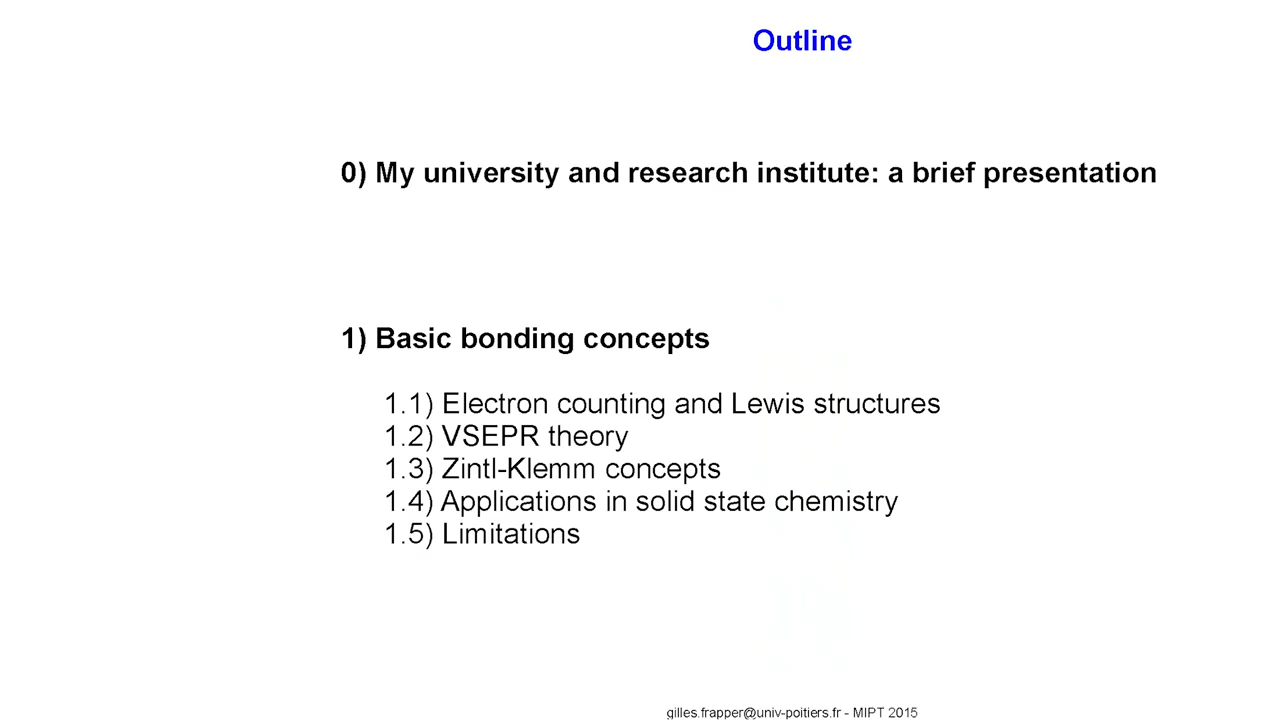 Outline
0) My university and research institute: a brief presentation
1) Basic bonding concepts
1.1) Electron counting and Lewis structures
1.2) VSEPR theory
1.3) Zintl-Klemm concepts
1.4) Applications in solid state chemistry
1.5) Limitations
gilles.frapper@univ-poitiers.fr - MIPT 2015